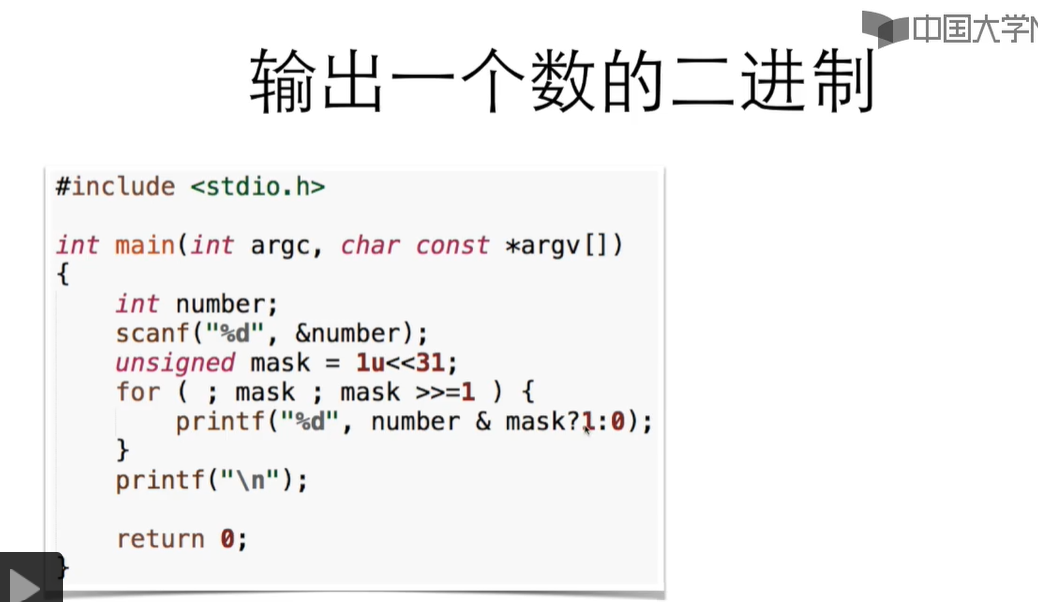 中国大学
输出一个数的二进制
#include <stdio.h>
int main(int argc, char const *argv[])
{
int number;
scanf("%d", &number);
unsigned mask = 1u<<31;
for ( ; mask ; mask >>=1 ) {
printf("%d", number & mask?1:0);
}
printf("\n");
return 0;
}